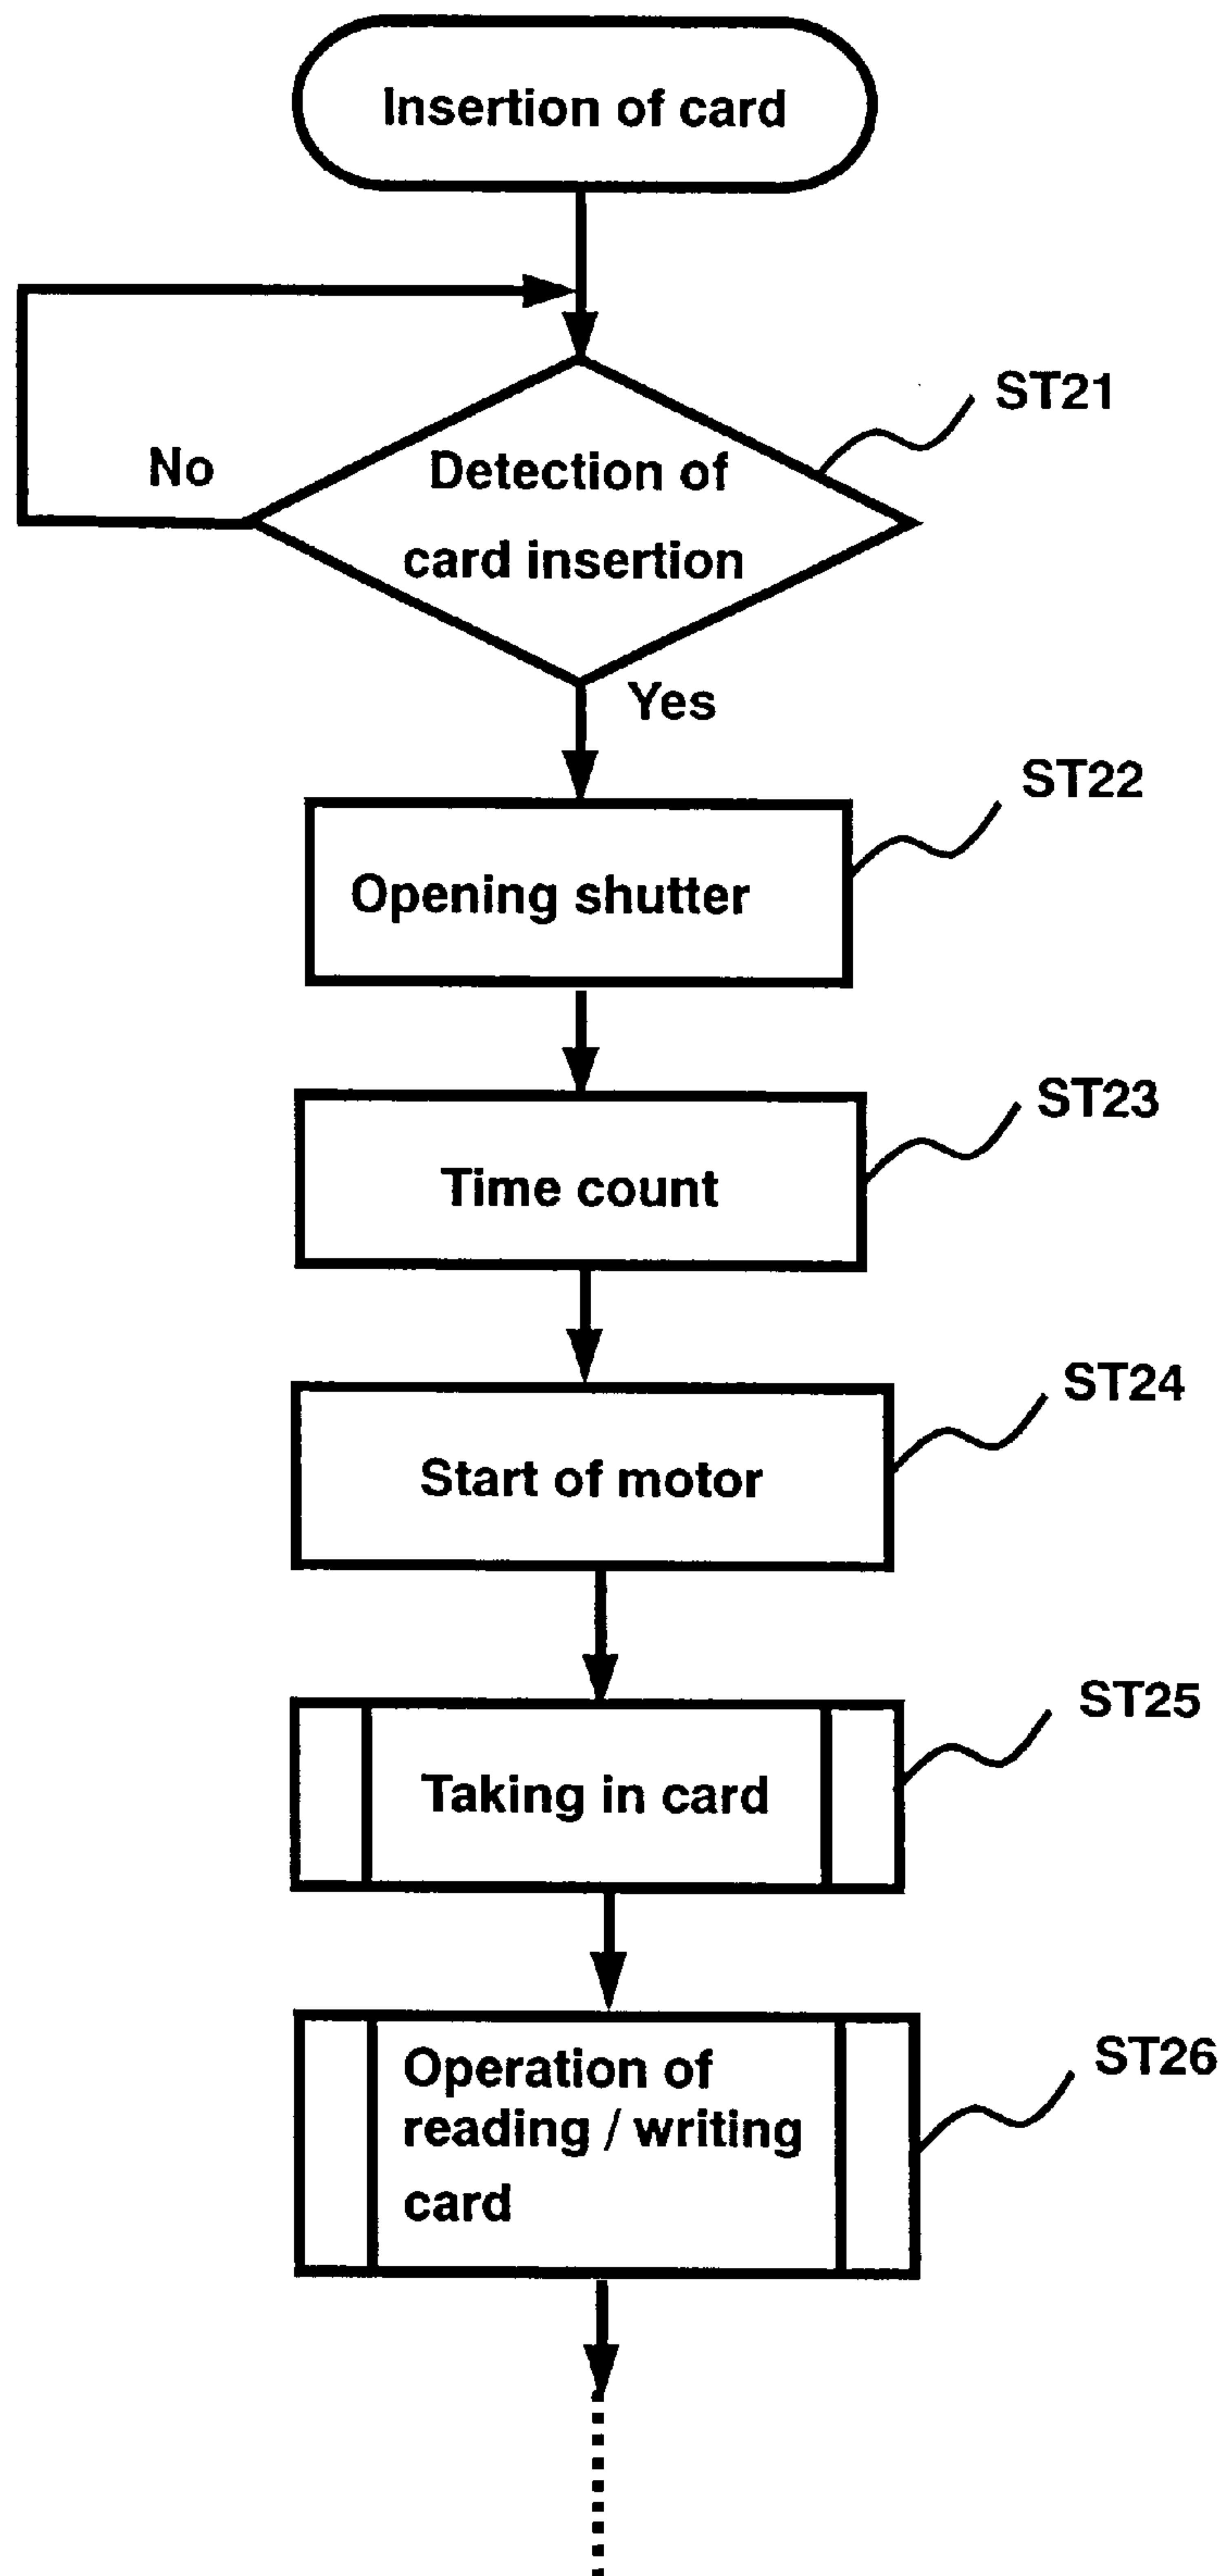 Insertion of card
ST21
No
Detection of
card insertion
Yes
ST22
Opening shutter
ST23
Time count
ST24
Start of motor
ST25
Taking in card
ST26
Operation of
reading / writing
card